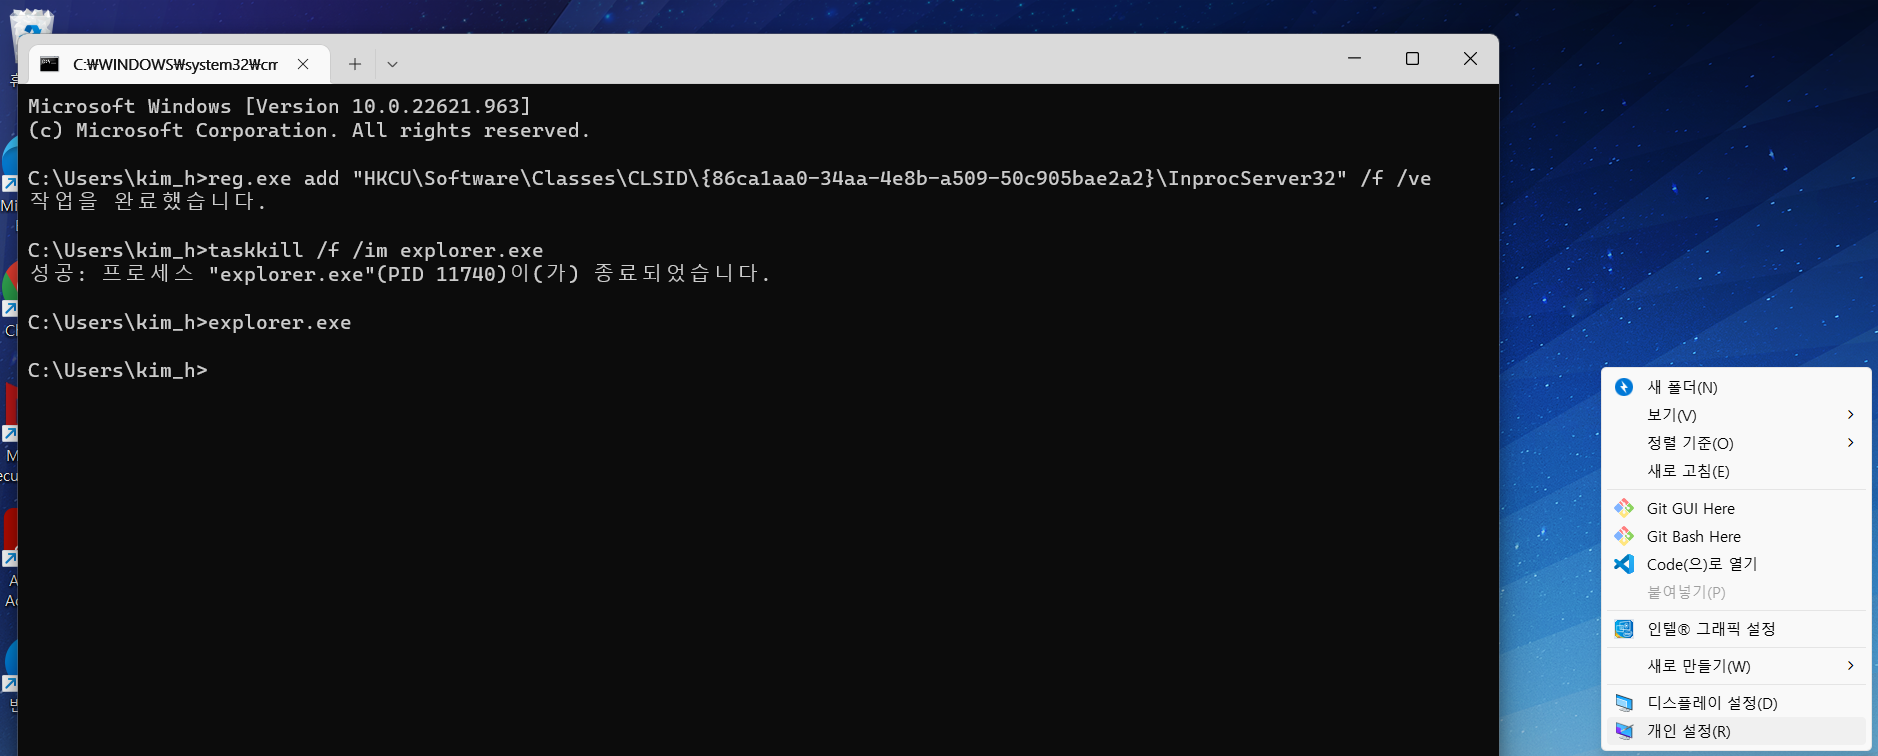 C:₩WINDOWS₩system32₩cm
Microsoft Windows [Version 10.0.22621.963]
(c) Microsoft Corporation. All rights reserved.
C:\Users\kim_h>reg.exe add "HKCU\Software\Classes\CLSID\{86ca1aa0-34aa-4e8b-a509-50c905bae2a2}\InprocServer32" /f /ve
작업을 완료했습니다.
C:\Users\kim_h>taskkill /f /im explorer.exe
성공: 프로세스 "explorer.exe"(PID 11740)이(가) 종료되었습니다.
C:\Users\kim_h>explorer.exe
C:\Users\kim_h>
새 폴더(N)
보기(V)
정렬 기준(O)
새로 고침(E)
Git GUI Here
Git Bash Here
Code(으)로 열기
붙여넣기(P)
인텔® 그래픽 설정
새로 만들기(W)
디스플레이 설정(D)
개인 설정(R)